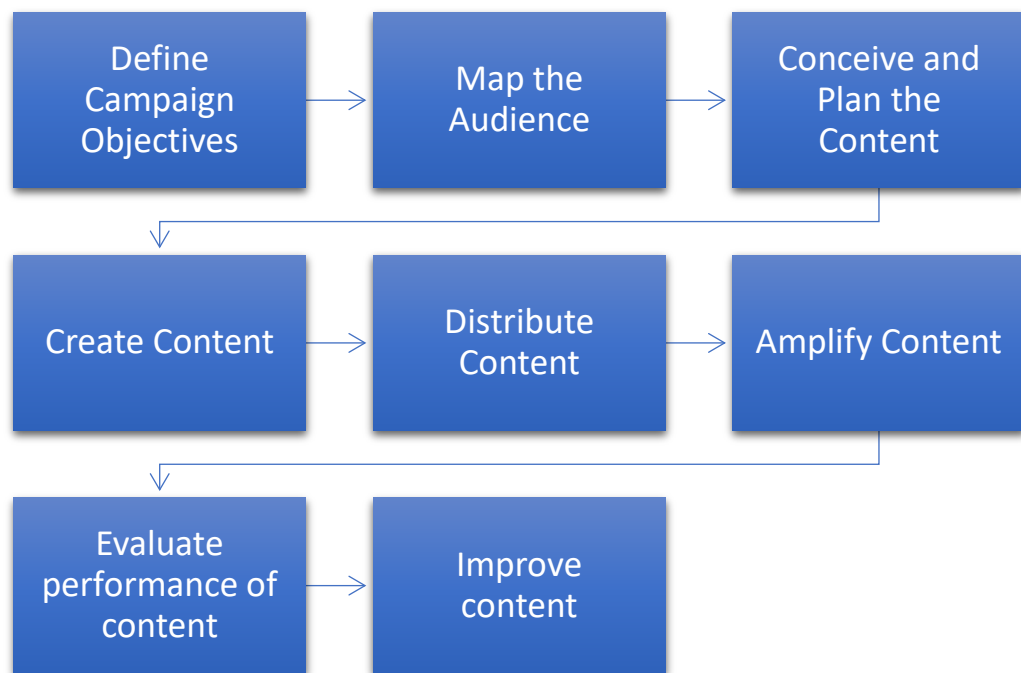 Define
Campaign
Objectives
Map the
Audience
Conceive and
Plan the
Content
Create Content
Distribute
Content
Amplify Content
Evaluate
performance of
content
Improve
content